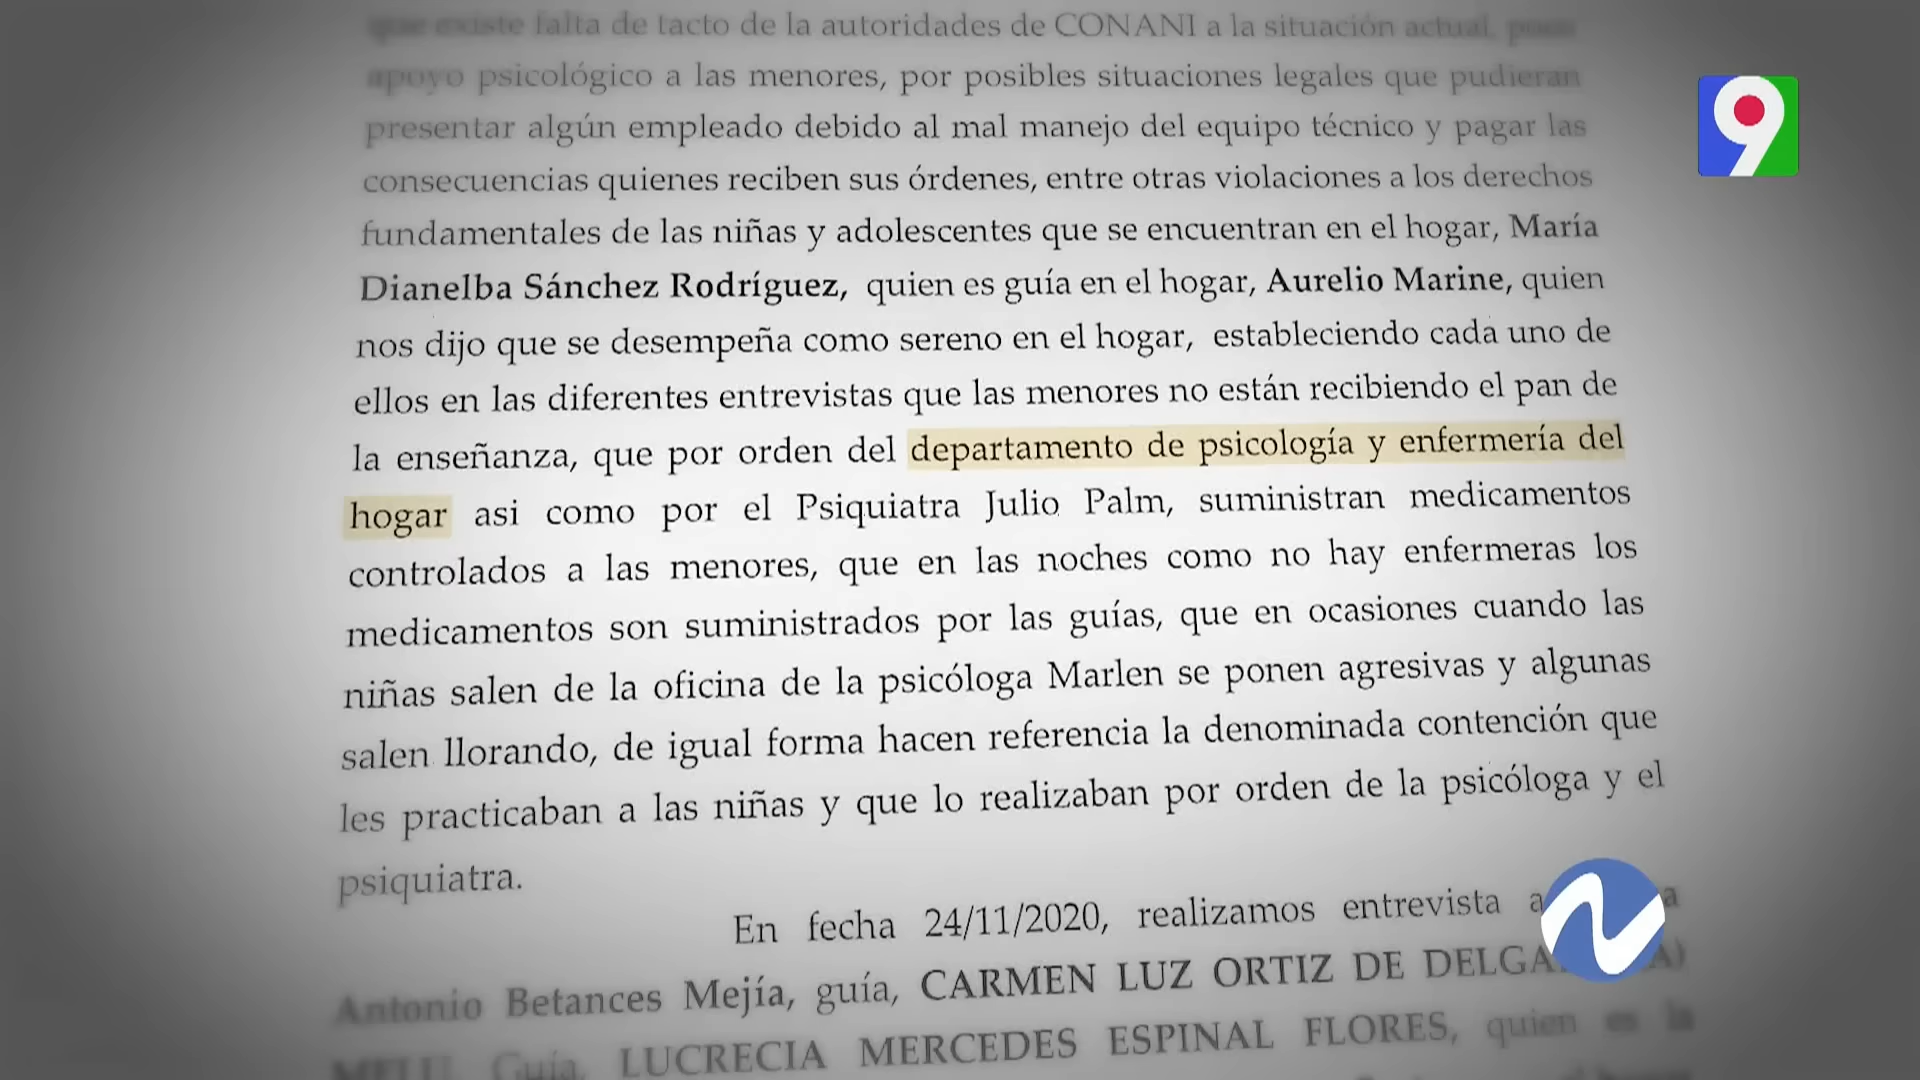 que existe falta de tacto de la autoridades de CONANI a la situación actual, pues
apoyo psicológico a las menores, por posibles situaciones legales que pudieran
presentar algún empleado debido al mal manejo del equipo técnico y pagar las
consecuencias quienes reciben sus órdenes, entre otras violaciones a los derechos
fundamentales de las niñas y adolescentes que se encuentran en el hogar, María
Dianelba Sánchez Rodríguez, quien es guía en el hogar, Aurelio Marine, quien
nos dijo que se desempeña como sereno en el hogar, estableciendo cada uno de
ellos en las diferentes entrevistas que las menores no están recibiendo el pan de
la enseñanza, que por orden del departamento de psicología y enfermería del
hogar asi como por el Psiquiatra Julio Palm, suministran medicamentos
controlados a las menores, que en las noches como no hay enfermeras los
medicamentos son suministrados por las guías, que en ocasiones cuando las
niñas salen de la oficina de la psicóloga Marlen se ponen agresivas y algunas
salen llorando, de igual forma hacen referencia la denominada contención que
les practicaban a las niñas y que lo realizaban por orden de la psicóloga y el
psiquiatra.
En fecha 24/11/2020, realizamos entrevista a
Antonio Betances Mejía, guía, CARMEN LUZ ORTIZ DE
Guía, LUCRECIA MERCEDES ESPINAL FLORES, quien es la
9